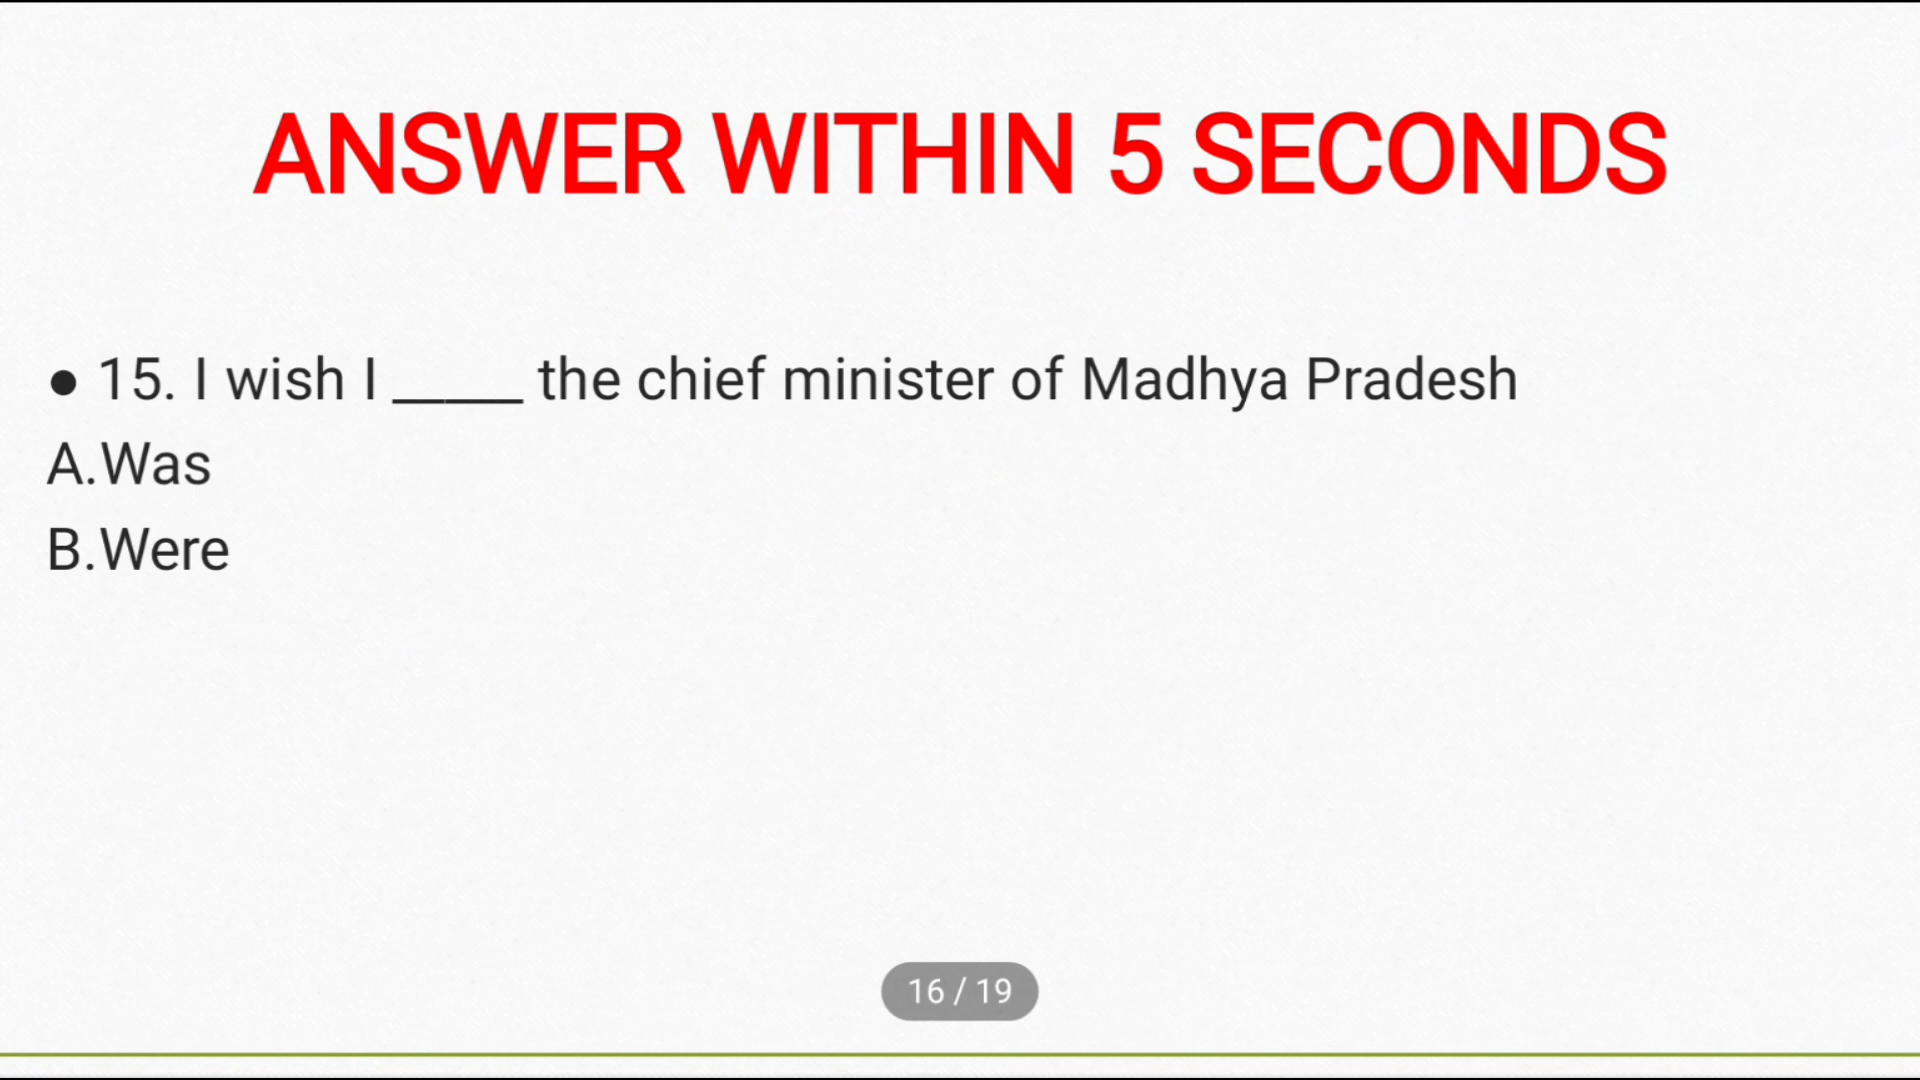 ANSWER WITHIN 5 SECONDS
● 15. I wish I _____ the chief minister of Madhya Pradesh
A.Was
B.Were
16 / 19